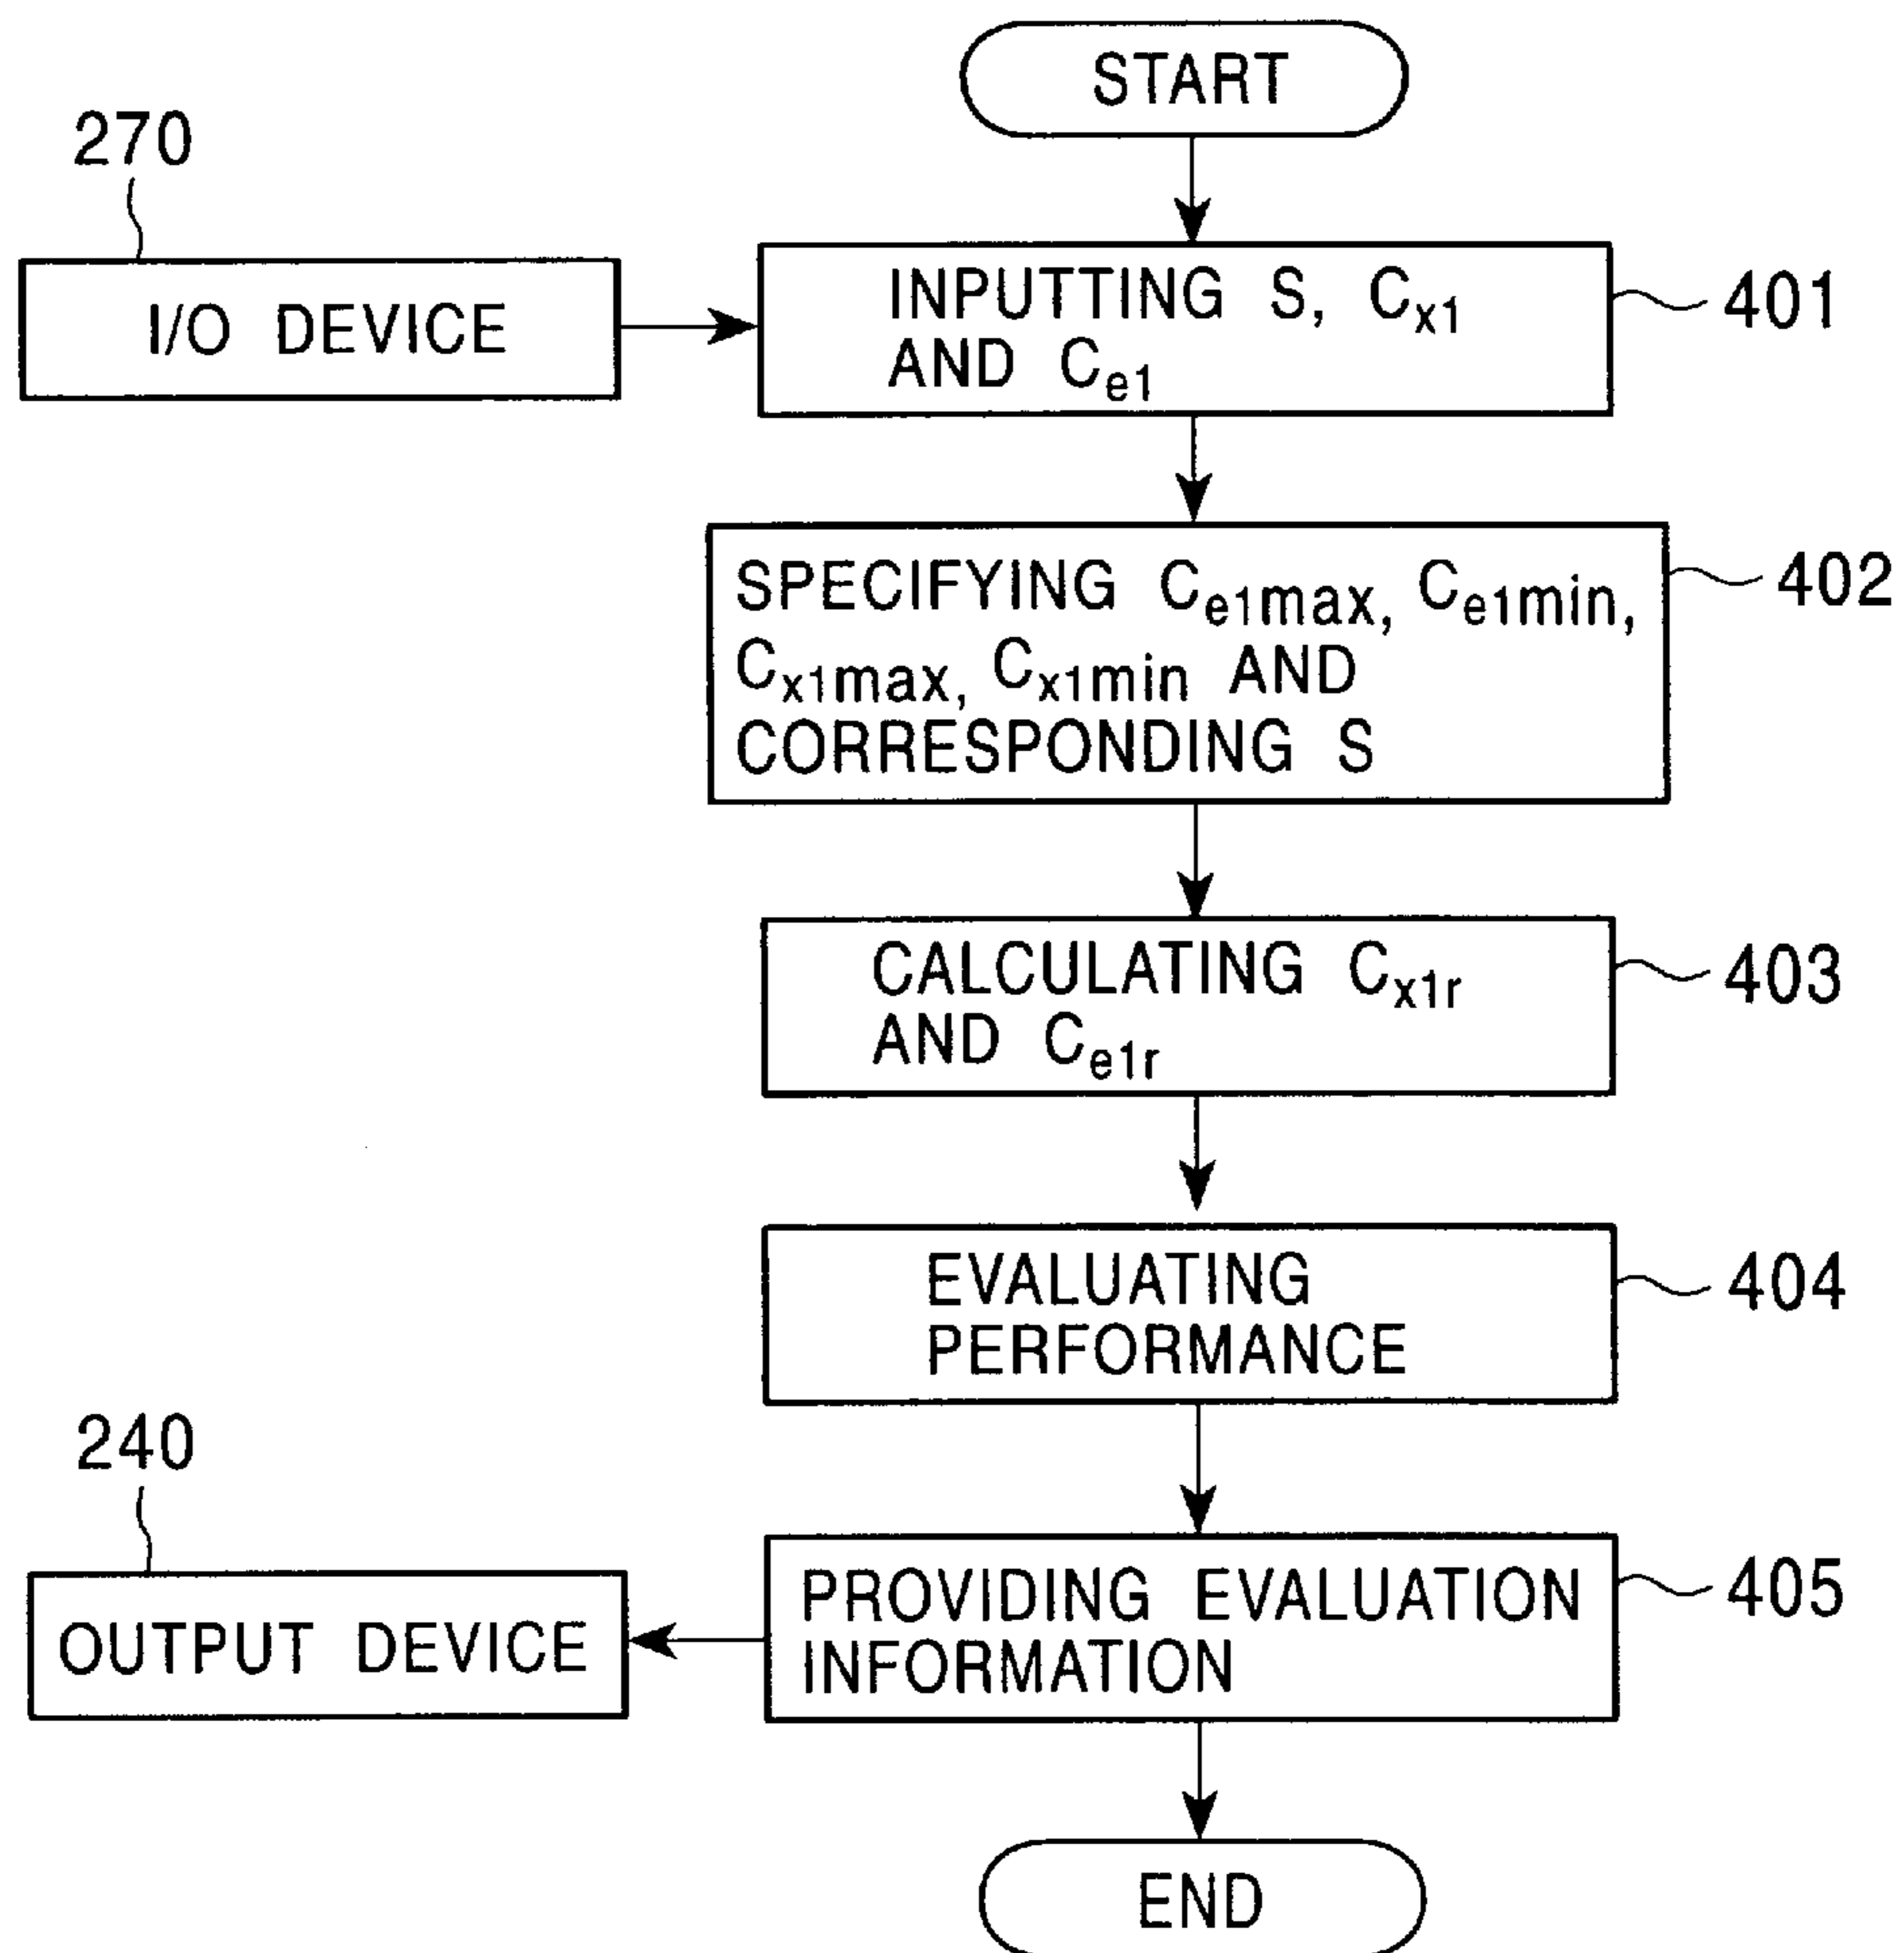 START
270
I/O DEVICE
INPUTTING S, Cx1
AND Ce1
401
SPECIFYING Ce1max, Ce1min,
Cx1max, Cx1min AND
CORRESPONDING S
402
CALCULATING Cx1r
AND Ce1r
403
EVALUATING
PERFORMANCE
404
240
OUTPUT DEVICE
PROVIDING EVALUATION
INFORMATION
405
END